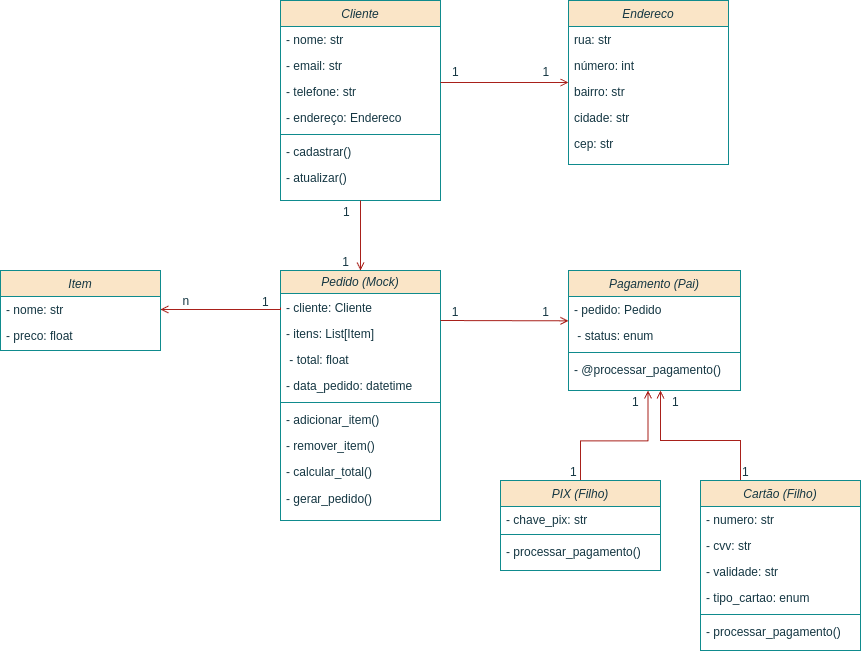 Cliente
- nome: str
- email: str
- telefone: str
- endereço: Endereco
- cadastrar()
- atualizar()
1
1
Endereco
rua: str
número: int
bairro: str
cidade: str
cep: str
1
1
Item
- nome: str
- preco: float
n
1
Pedido (Mock)
- cliente: Cliente
- itens: List[Item]
- total: float
- data_pedido: datetime
- adicionar_item()
- remover_item()
- calcular_total()
- gerar_pedido()
1
1
Pagamento (Pai)
- pedido: Pedido
- status: enum
- @processar_pagamento()
1
1
1
1
PIX (Filho)
- chave_pix: str
- processar_pagamento()
Cartão (Filho)
- numero: str
- cvv: str
- validade: str
- tipo_cartao: enum
- processar_pagamento()